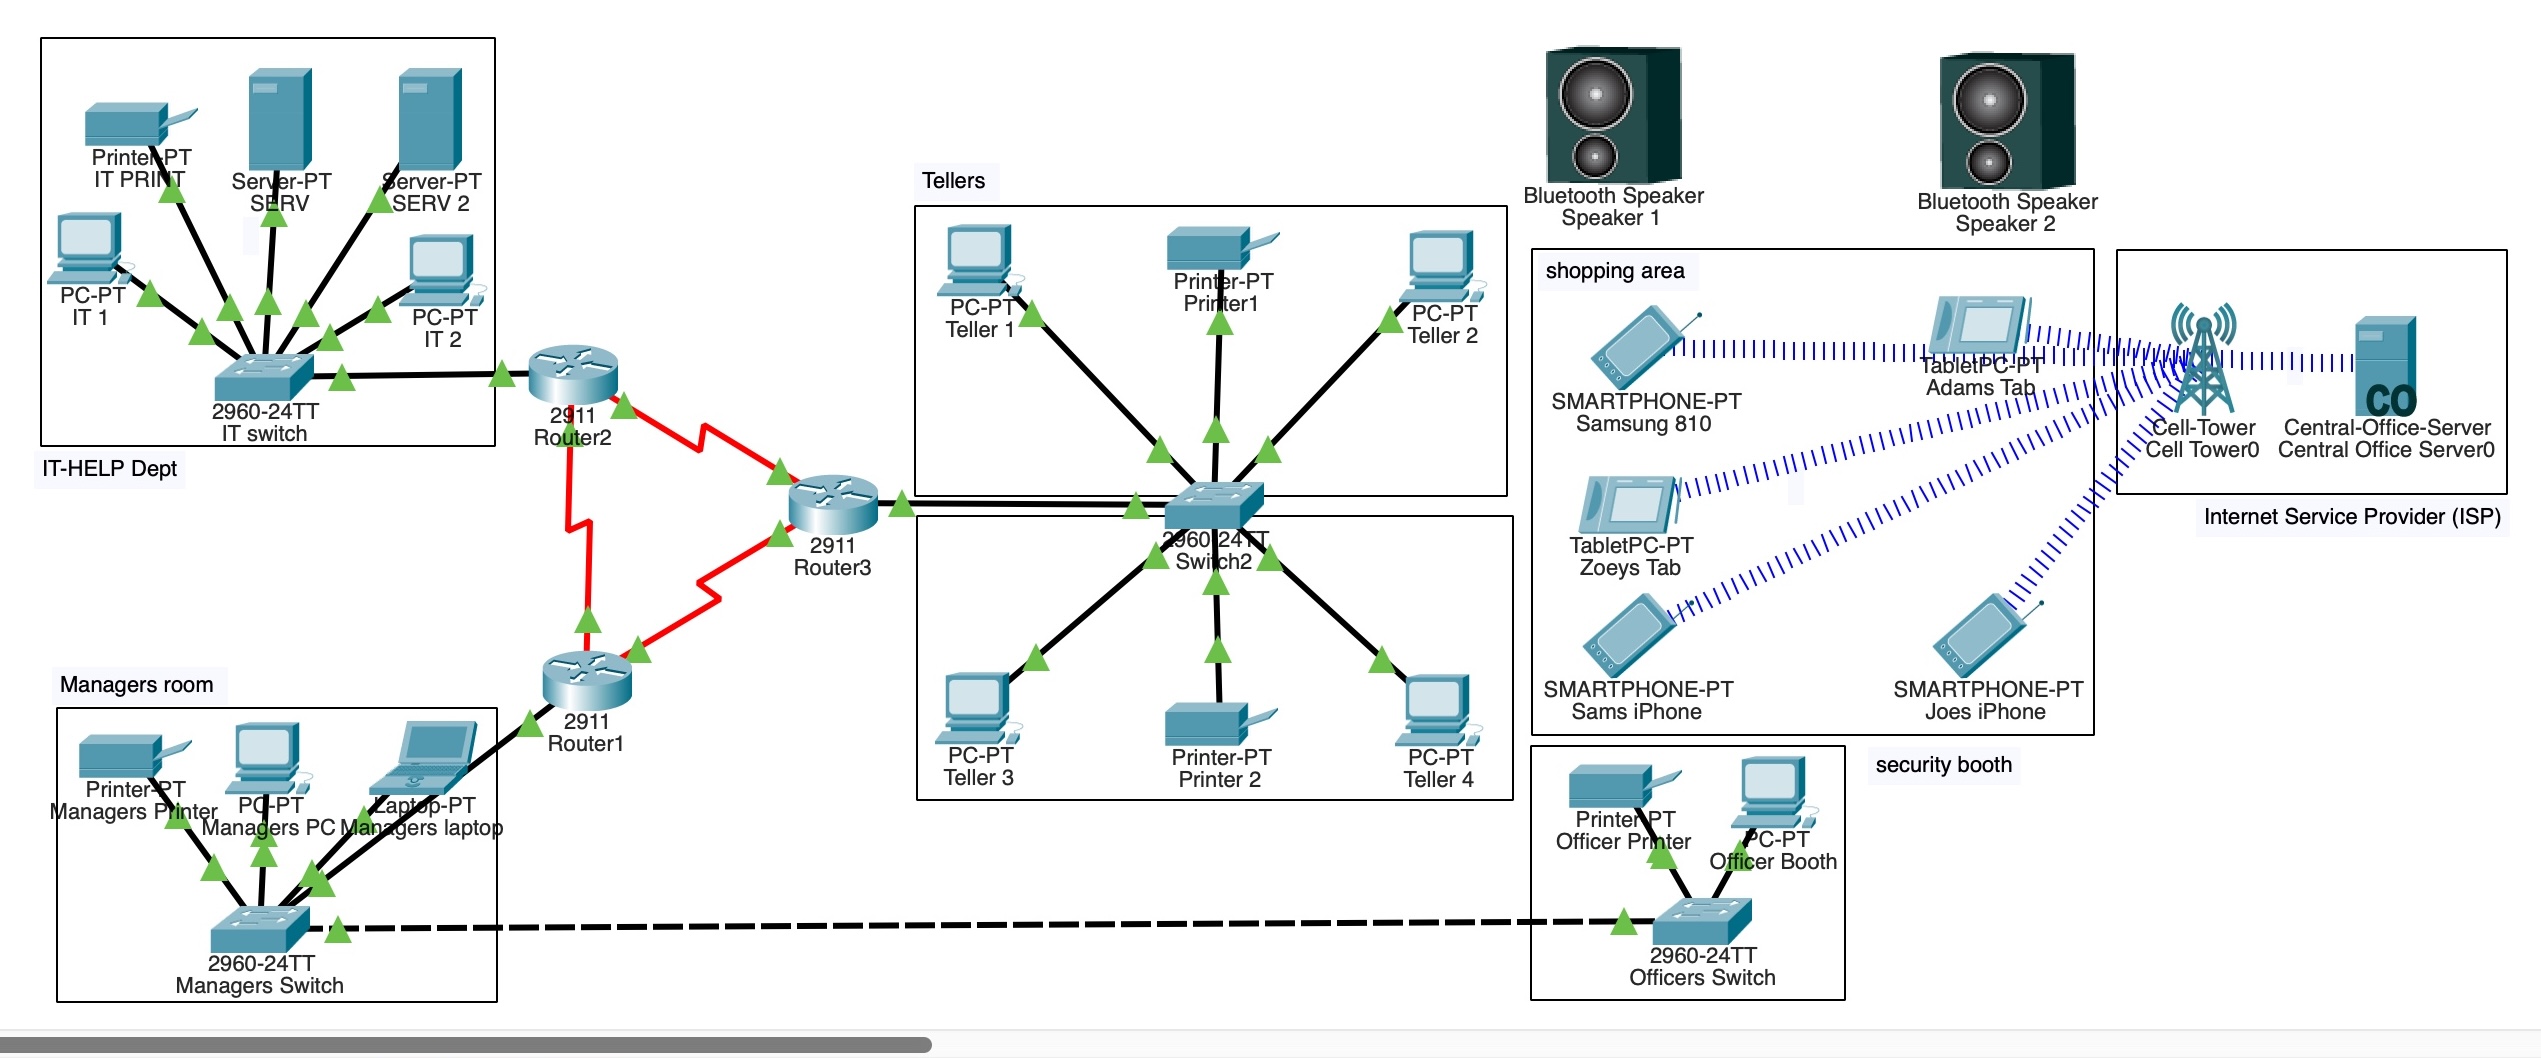 Printer-PT
IT PRINT
Server-PT
SERV
Server-PT
SERV 2
PC-PT
IT 1
PC-PT
IT 2
2960-24TT
IT switch
IT-HELP Dept
2911
Router2
2911
Router3
2911
Router1
Tellers
PC-PT
Teller 1
Printer-PT
Printer1
PC-PT
Teller 2
2960-24TT
Switch2
PC-PT
Teller 3
Printer-PT
Printer 2
PC-PT
Teller 4
Bluetooth Speaker
Speaker 1
Bluetooth Speaker
Speaker 2
shopping area
SMARTPHONE-PT
Samsung 810
TabletPC-PT
Adams Tab
TabletPC-PT
Zoeys Tab
SMARTPHONE-PT
Sams iPhone
SMARTPHONE-PT
Joes iPhone
Cell-Tower
Cell Tower0
CO
Central-Office-Server
Central Office Server0
Internet Service Provider (ISP)
Managers room
Printer-PT
Managers Printer
PC-PT
Managers PC
Laptop-PT
Managers laptop
2960-24TT
Managers Switch
security booth
Printer-PT
Officer Printer
PC-PT
Officer Booth
2960-24TT
Officers Switch